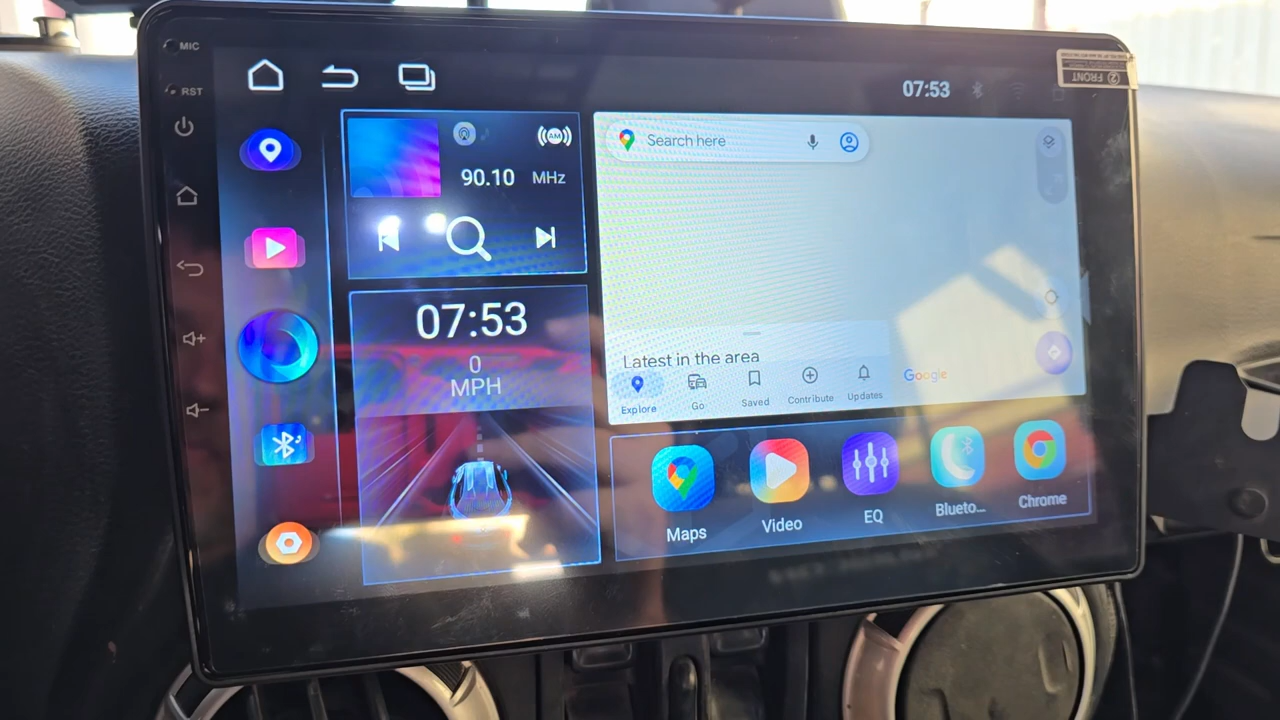 MIC
RST
07:53
② FRONT
AM
90.10 MHz
07:53
0
MPH
Search here
Latest in the area
Explore
Go
Saved
Contribute
Updates
Google
Maps
Video
EQ
Blueto...
Chrome